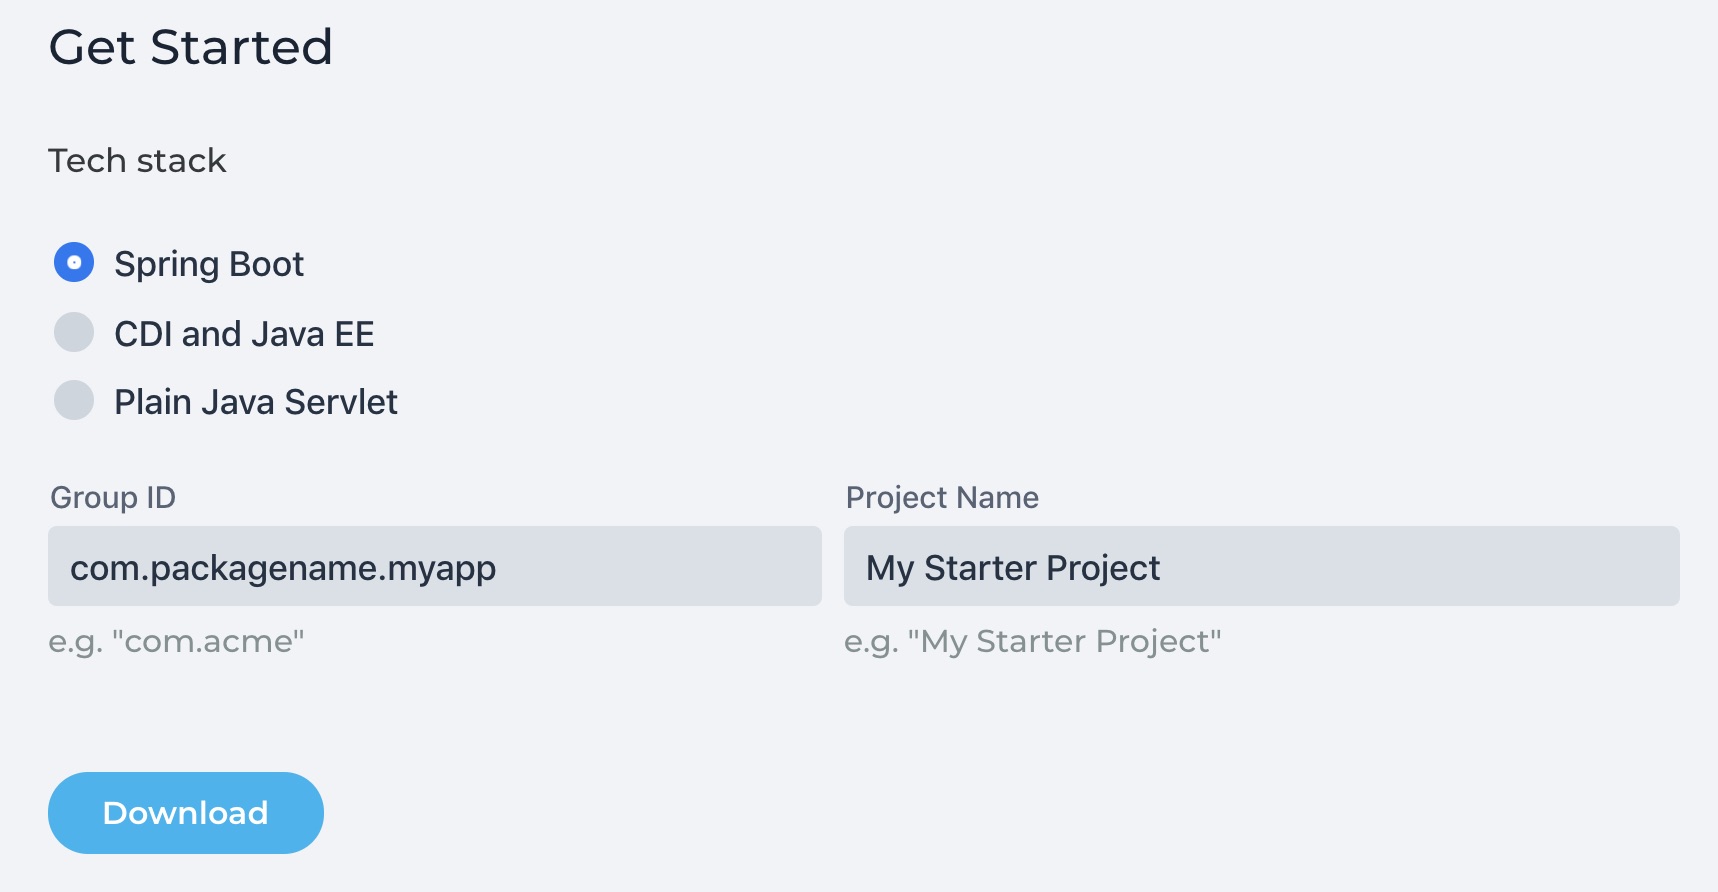 Get Started
Tech stack
Spring Boot
CDI and Java EE
Plain Java Servlet
Group ID
Project Name
com.packagename.myapp
My Starter Project
e.g. "com.acme"
e.g. "My Starter Project"
Download